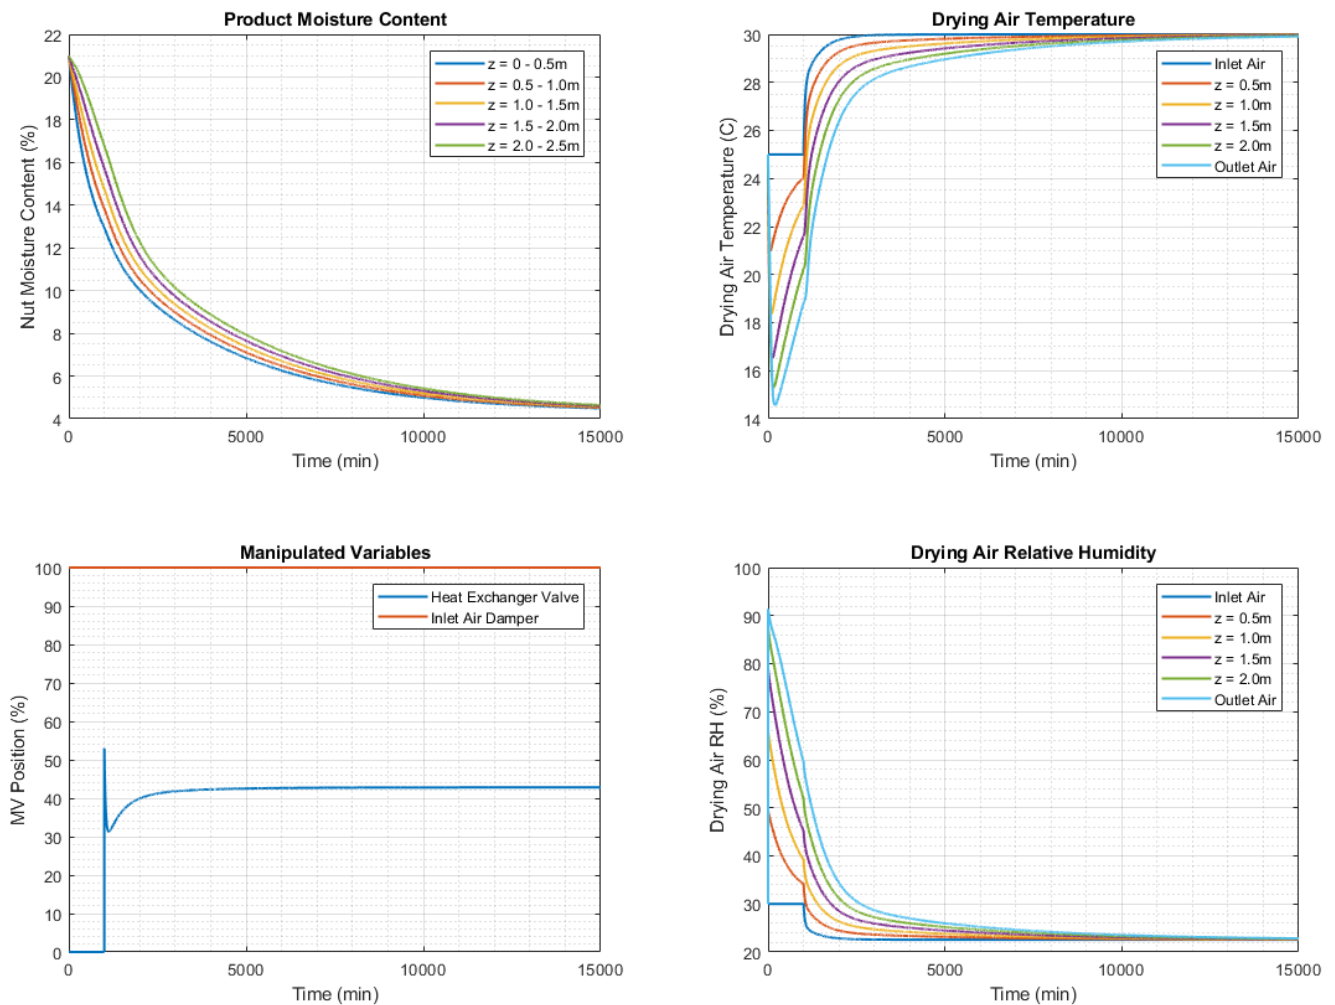 Product Moisture Content
22
20
18
16
14
12
10
8
6
4
Nut Moisture Content (%)
z = 0 - 0.5m
z = 0.5 - 1.0m
z = 1.0 - 1.5m
z = 1.5 - 2.0m
z = 2.0 - 2.5m
0 5000 10000 15000
Time (min)
Drying Air Temperature
30
28
26
24
22
20
18
16
14
Drying Air Temperature (C)
Inlet Air
z = 0.5m
z = 1.0m
z = 1.5m
z = 2.0m
Outlet Air
0 5000 10000 15000
Time (min)
Manipulated Variables
100
90
80
70
60
50
40
30
20
10
0
MV Position (%)
Heat Exchanger Valve
Inlet Air Damper
0 5000 10000 15000
Time (min)
Drying Air Relative Humidity
100
90
80
70
60
50
40
30
20
Drying Air RH (%)
Inlet Air
z = 0.5m
z = 1.0m
z = 1.5m
z = 2.0m
Outlet Air
0 5000 10000 15000
Time (min)